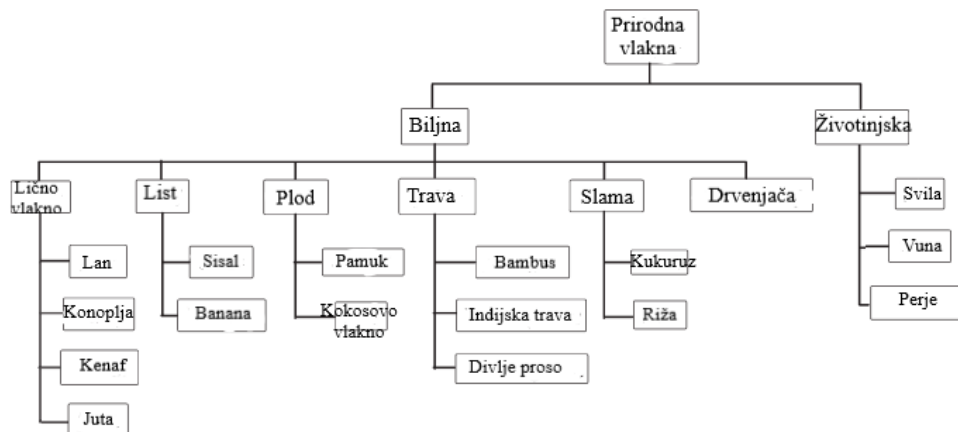 Prirodna
vlakna
Biljna
Životinjska
Lično
vlakno
List
Plod
Trava
Slama
Drvenjača
Svila
Lan
Sisal
Pamuk
Bambus
Kukuruz
Vuna
Konoplja
Banana
Kokosovo
vlakno
Indijska trava
Riža
Perje
Kenaf
Divlje proso
Juta